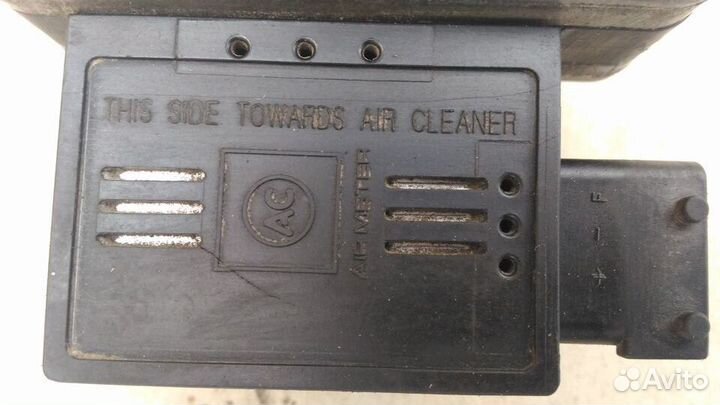 THIS SIDE TOWARDS AIR CLEANER
AC
AIR METER
Avito